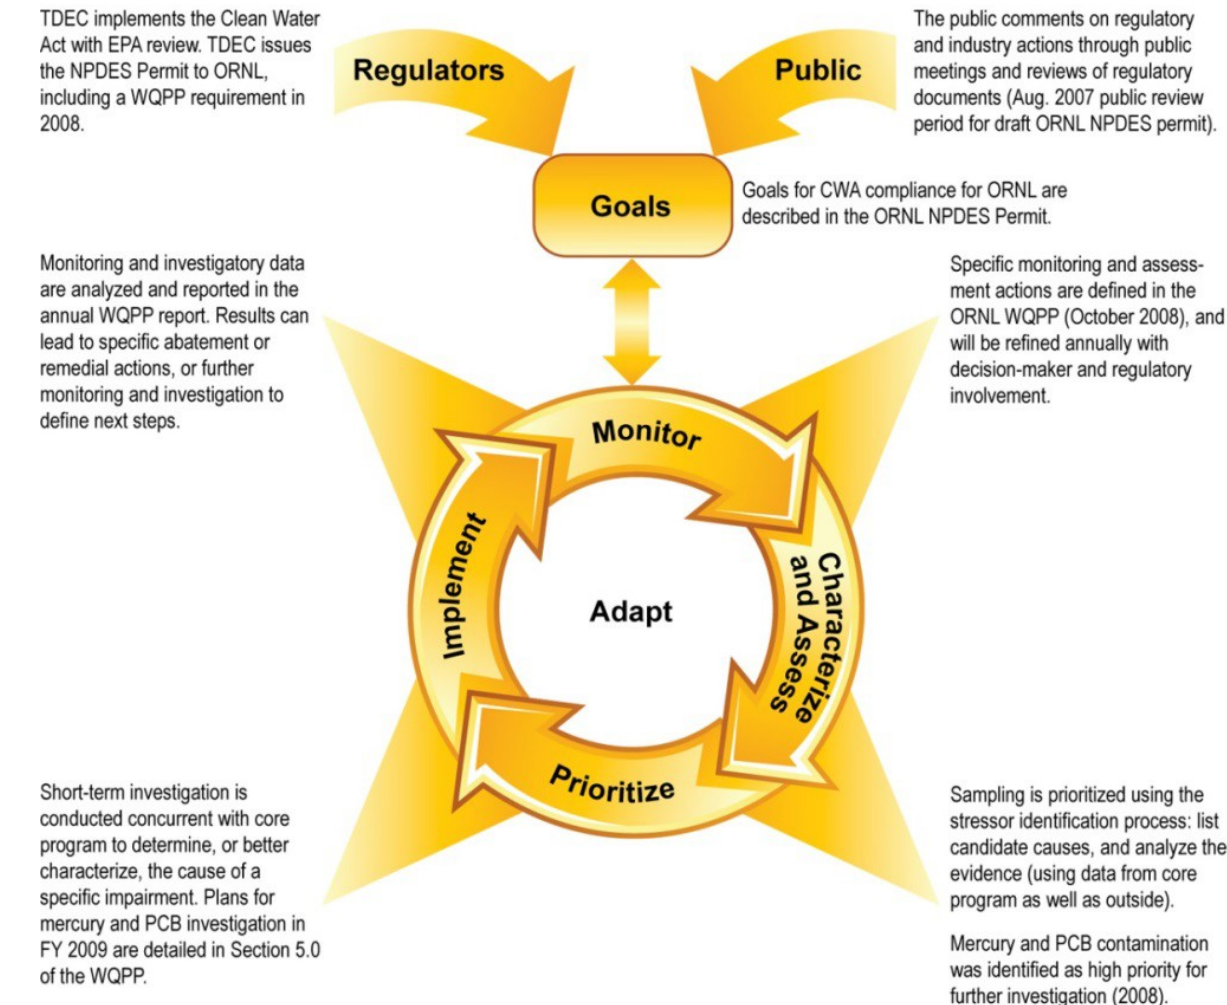 TDEC implements the Clean Water
Act with EPA review. TDEC issues
the NPDES Permit to ORNL,
including a WQPP requirement in
2008.
Regulators
Public
The public comments on regulatory
and industry actions through public
meetings and reviews of regulatory
documents (Aug. 2007 public review
period for draft ORNL NPDES permit).
Goals
Goals for CWA compliance for ORNL are
described in the ORNL NPDES Permit.
Monitoring and investigatory data
are analyzed and reported in the
annual WQPP report. Results can
lead to specific abatement or
remedial actions, or further
monitoring and investigation to
define next steps.
Specific monitoring and assess-
ment actions are defined in the
ORNL WQPP (October 2008), and
will be refined annually with
decision-maker and regulatory
involvement.
Monitor
Characterize
and Assess
Prioritize
Implement
Adapt
Short-term investigation is
conducted concurrent with core
program to determine, or better
characterize, the cause of a
specific impairment. Plans for
mercury and PCB investigation in
FY 2009 are detailed in Section 5.0
of the WQPP.
Sampling is prioritized using the
stressor identification process: list
candidate causes, and analyze the
evidence (using data from core
program as well as outside).
Mercury and PCB contamination
was identified as high priority for
further investigation (2008).